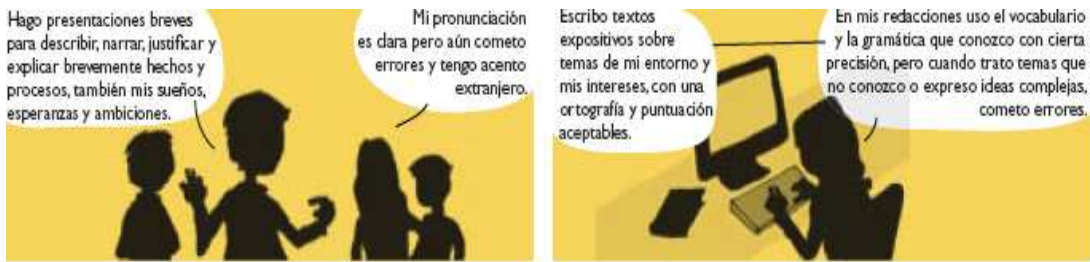 Hago presentaciones breves
para describir, narrar, justificar y
explicar brevemente hechos y
procesos, también mis sueños,
esperanzas y ambiciones.
Mi pronunciación
es clara pero aún cometo
errores y tengo acento
extranjero.
Escribo textos
expositivos sobre
temas de mi entorno y
mis intereses, con una
ortografía y puntuación
aceptables.
En mis redacciones uso el vocabulario
y la gramática que conozco con cierta
precisión, pero cuando trato temas que
no conozco o expreso ideas complejas,
cometo errores.